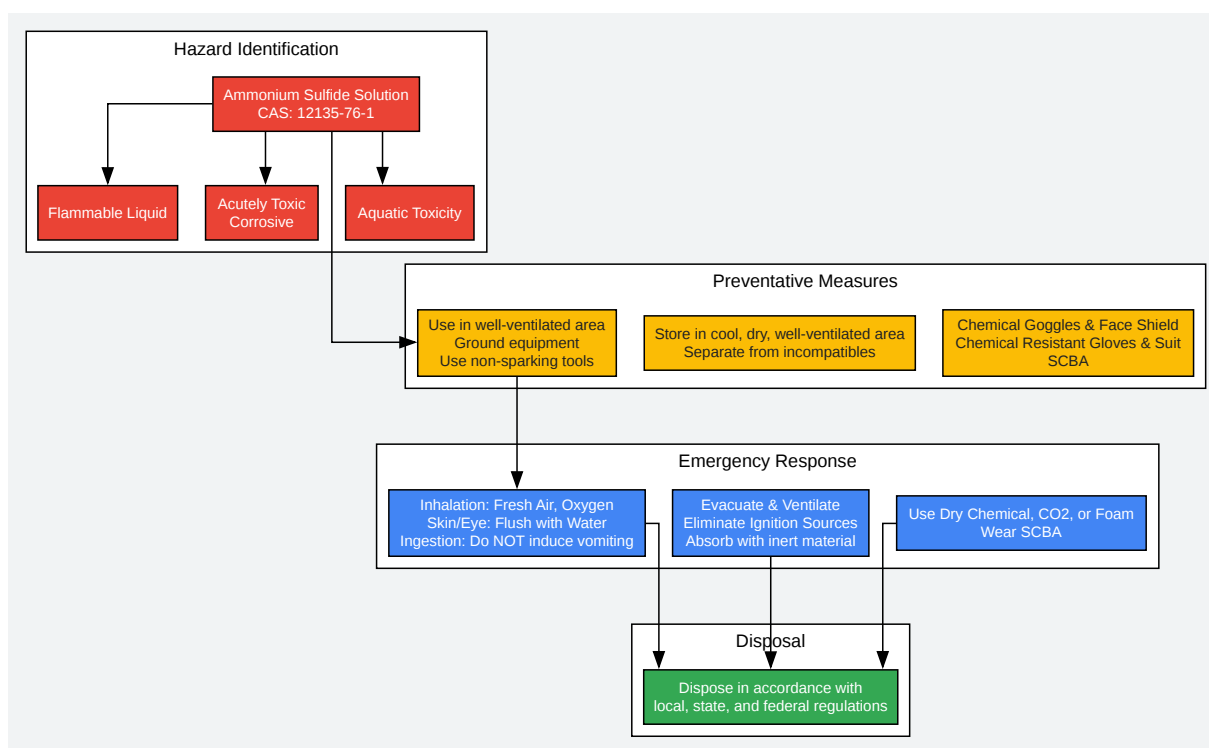 Hazard Identification
Ammonium Sulfide Solution
CAS: 12135-76-1
Flammable Liquid
Acutely Toxic
Corrosive
Aquatic Toxicity
Preventative Measures
Use in well-ventilated area
Ground equipment
Use non-sparking tools
Store in cool, dry, well-ventilated area
Separate from incompatibles
Chemical Goggles & Face Shield
Chemical Resistant Gloves & Suit
SCBA
Emergency Response
Inhalation: Fresh Air, Oxygen
Skin/Eye: Flush with Water
Ingestion: Do NOT induce vomiting
Evacuate & Ventilate
Eliminate Ignition Sources
Absorb with inert material
Use Dry Chemical, CO2, or Foam
Wear SCBA
Disposal
Dispose in accordance with
local, state, and federal regulations